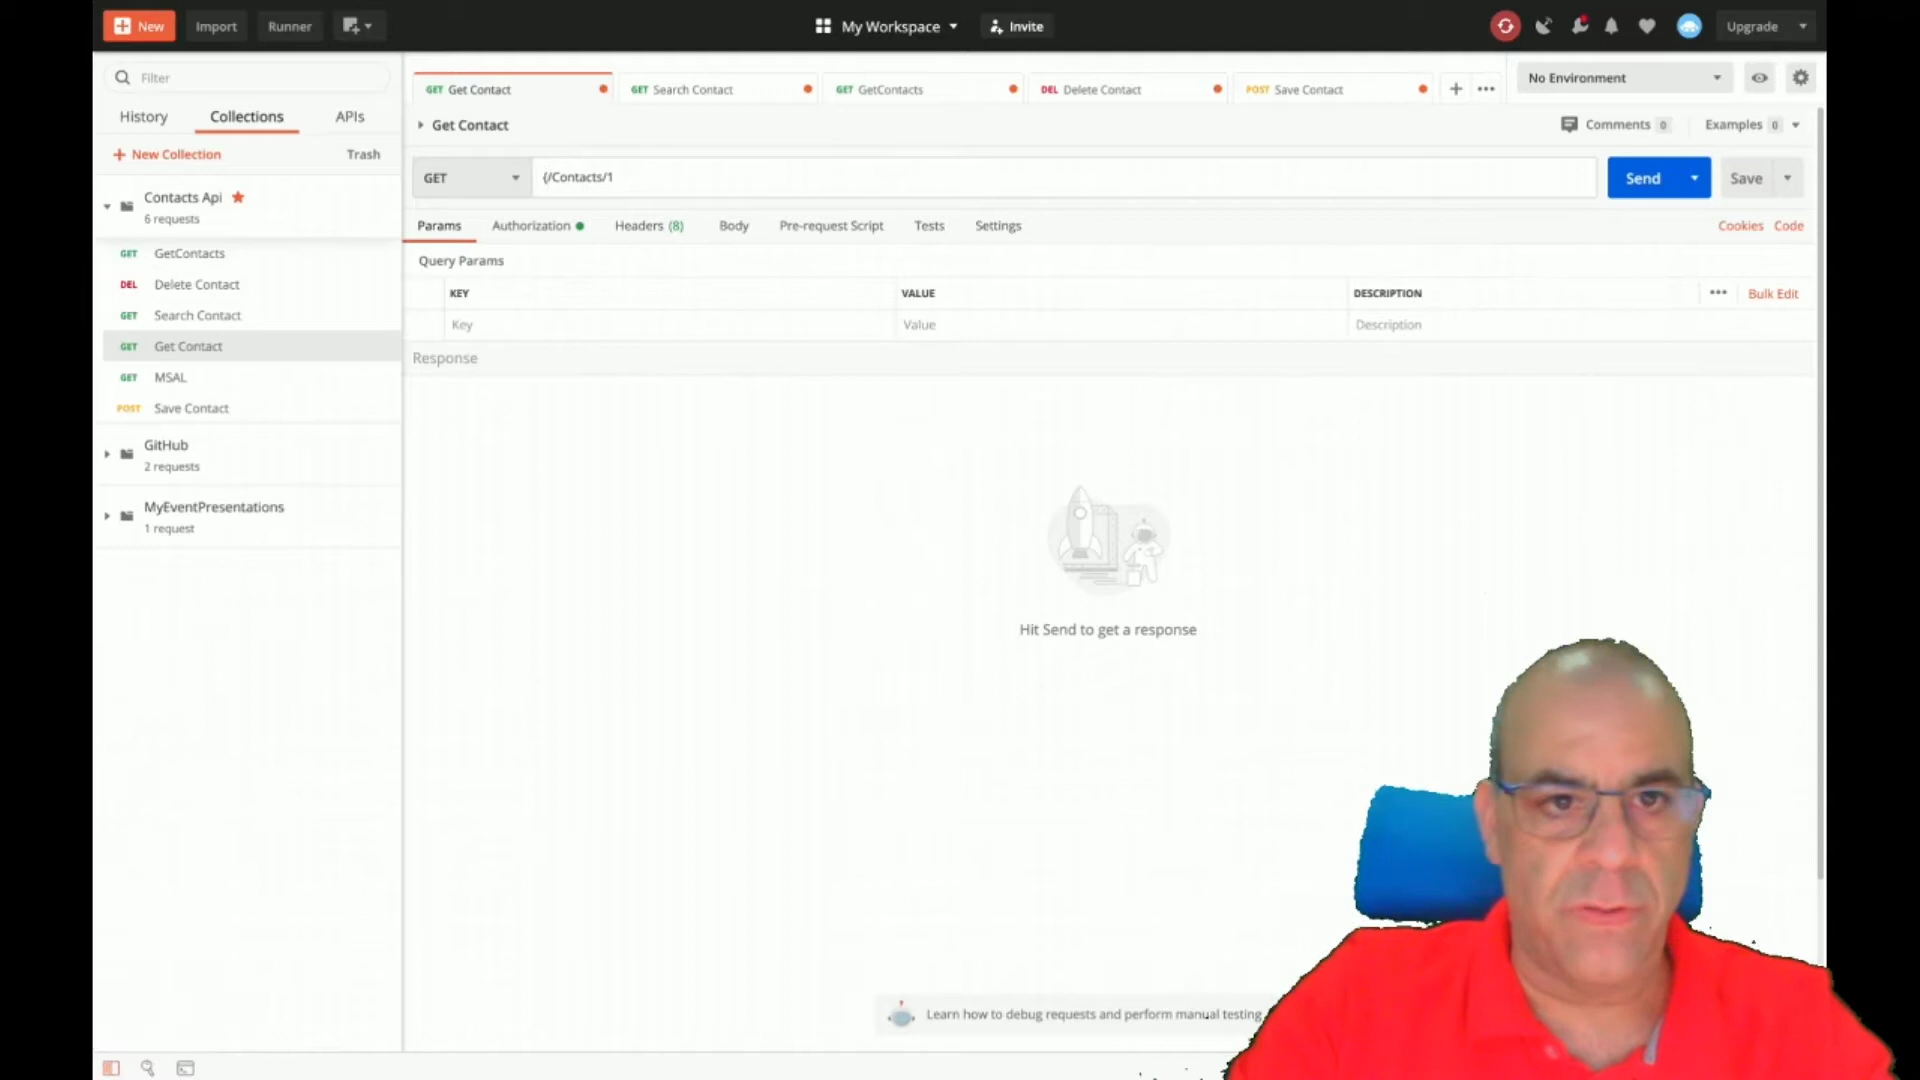 New Import Runner My Workspace Invite Upgrade
Filter
History Collections APIs
New Collection Trash
Contacts Api
6 requests
GET GetContacts
DEL Delete Contact
GET Search Contact
GET Get Contact
GET MSAL
POST Save Contact
GitHub
2 requests
MyEventPresentations
1 request
GET Get Contact GET Search Contact GET GetContacts DEL Delete Contact POST Save Contact No Environment
Get Contact Comments 0 Examples 0
GET {/Contacts/1 Send Save
Params Authorization Headers (8) Body Pre-request Script Tests Settings Cookies Code
Query Params
KEY VALUE DESCRIPTION Bulk Edit
Key Value Description
Response
Hit Send to get a response
Learn how to debug requests and perform manual testing